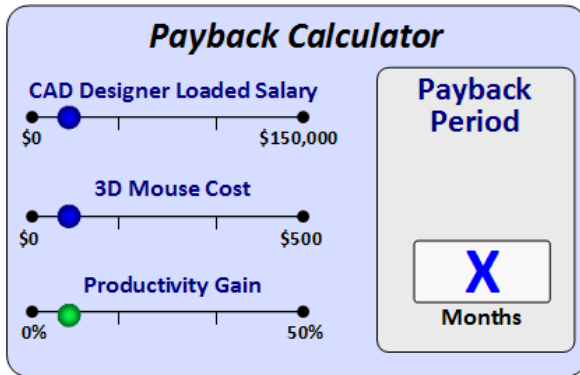 Payback Calculator
CAD Designer Loaded Salary
$0
$150,000
3D Mouse Cost
$0
$500
Productivity Gain
0%
50%
Payback
Period
X
Months